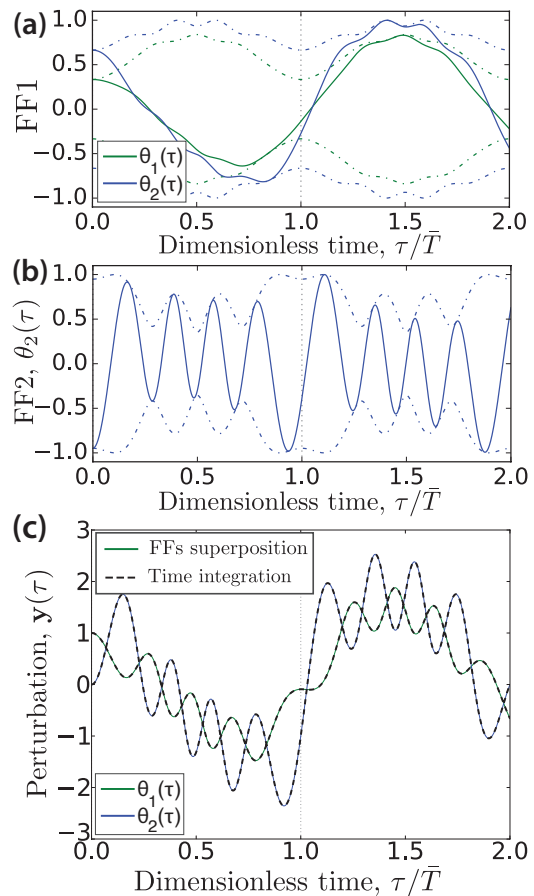 (a)
1.0
0.5
0.0
−0.5
−1.0
FF1
θ₁(τ)
θ₂(τ)
0.0 0.5 1.0 1.5 2.0
Dimensionless time, τ/T̄
(b)
1.0
0.5
0.0
−0.5
−1.0
FF2, θ₂(τ)
0.0 0.5 1.0 1.5 2.0
Dimensionless time, τ/T̄
(c)
3
2
1
0
−1
−2
−3
Perturbation, y(τ)
FFs superposition
Time integration
θ₁(τ)
θ₂(τ)
0.0 0.5 1.0 1.5 2.0
Dimensionless time, τ/T̄